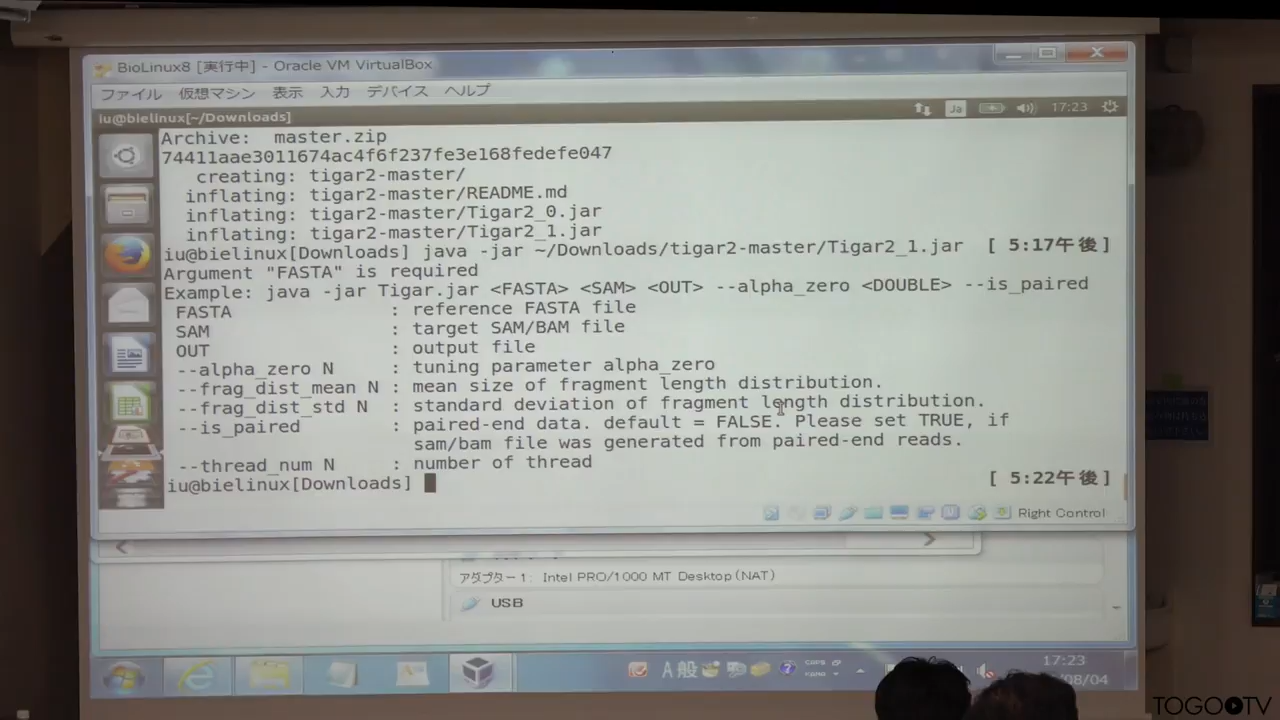 BioLinux8 [実行中] - Oracle VM VirtualBox
ファイル 仮想マシン 表示 入力 デバイス ヘルプ
iu@bielinux[~/Downloads]
Ja
17:23
Archive: master.zip
74411aae3011674ac4f6f237fe3e168fedefe047
creating: tigar2-master/
inflating: tigar2-master/README.md
inflating: tigar2-master/Tigar2_0.jar
inflating: tigar2-master/Tigar2_1.jar
iu@bielinux[Downloads] java -jar ~/Downloads/tigar2-master/Tigar2_1.jar [ 5:17午後]
Argument "FASTA" is required
Example: java -jar Tigar.jar <FASTA> <SAM> <OUT> --alpha_zero <DOUBLE> --is_paired
FASTA : reference FASTA file
SAM : target SAM/BAM file
OUT : output file
--alpha_zero N : tuning parameter alpha_zero
--frag_dist_mean N : mean size of fragment length distribution.
--frag_dist_std N : standard deviation of fragment length distribution.
--is_paired : paired-end data. default = FALSE. Please set TRUE, if
sam/bam file was generated from paired-end reads.
--thread_num N : number of thread
iu@bielinux[Downloads] [ 5:22午後]
Right Control
アダプター 1: Intel PRO/1000 MT Desktop (NAT)
USB
A 般
CAPS
KANA
17:23
/08/04
TOGOTV